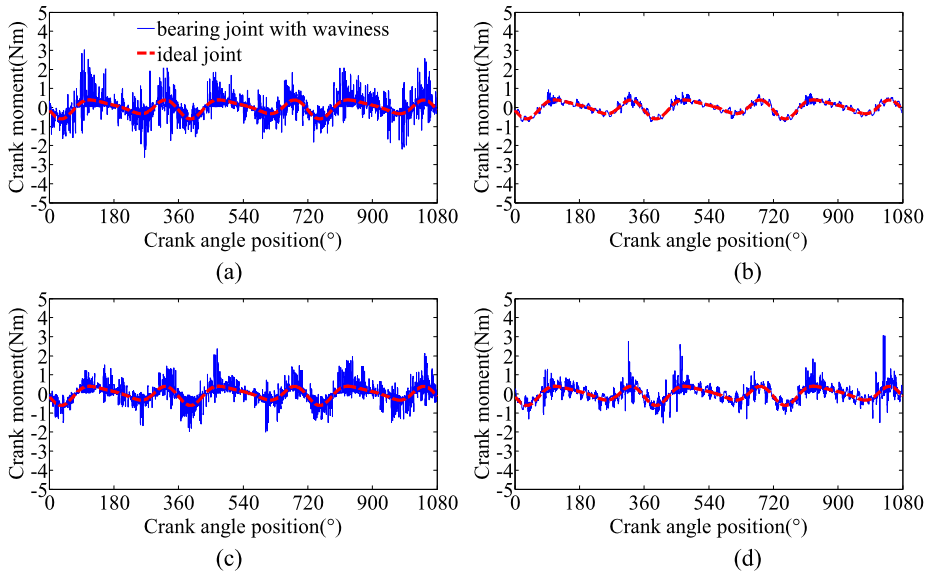 5
4
3
2
1
0
-1
-2
-3
-4
-5
Crank moment(Nm)
bearing joint with waviness
ideal joint
0 180 360 540 720 900 1080
Crank angle position(°)
(a)
5
4
3
2
1
0
-1
-2
-3
-4
-5
Crank moment(Nm)
0 180 360 540 720 900 1080
Crank angle position(°)
(b)
5
4
3
2
1
0
-1
-2
-3
-4
-5
Crank moment(Nm)
0 180 360 540 720 900 1080
Crank angle position(°)
(c)
5
4
3
2
1
0
-1
-2
-3
-4
-5
Crank moment(Nm)
0 180 360 540 720 900 1080
Crank angle position(°)
(d)